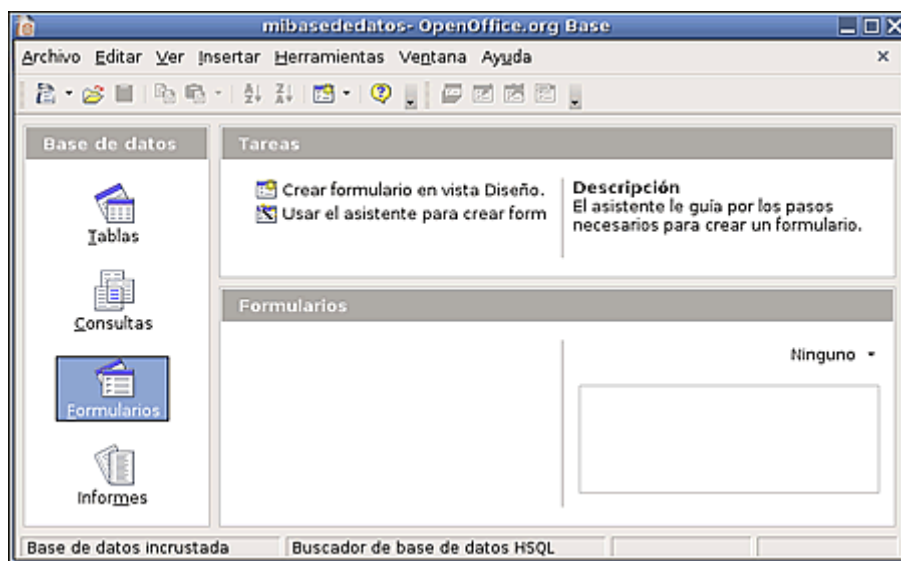 mibasededatos- OpenOffice.org Base
Archivo Editar Ver Insertar Herramientas Ventana Ayuda
Base de datos
Tablas
Consultas
Formularios
Informes
Tareas
Crear formulario en vista Diseño.
Usar el asistente para crear form
Descripción
El asistente le guía por los pasos
necesarios para crear un formulario.
Formularios
Ninguno
Base de datos incrustada
Buscador de base de datos HSQL